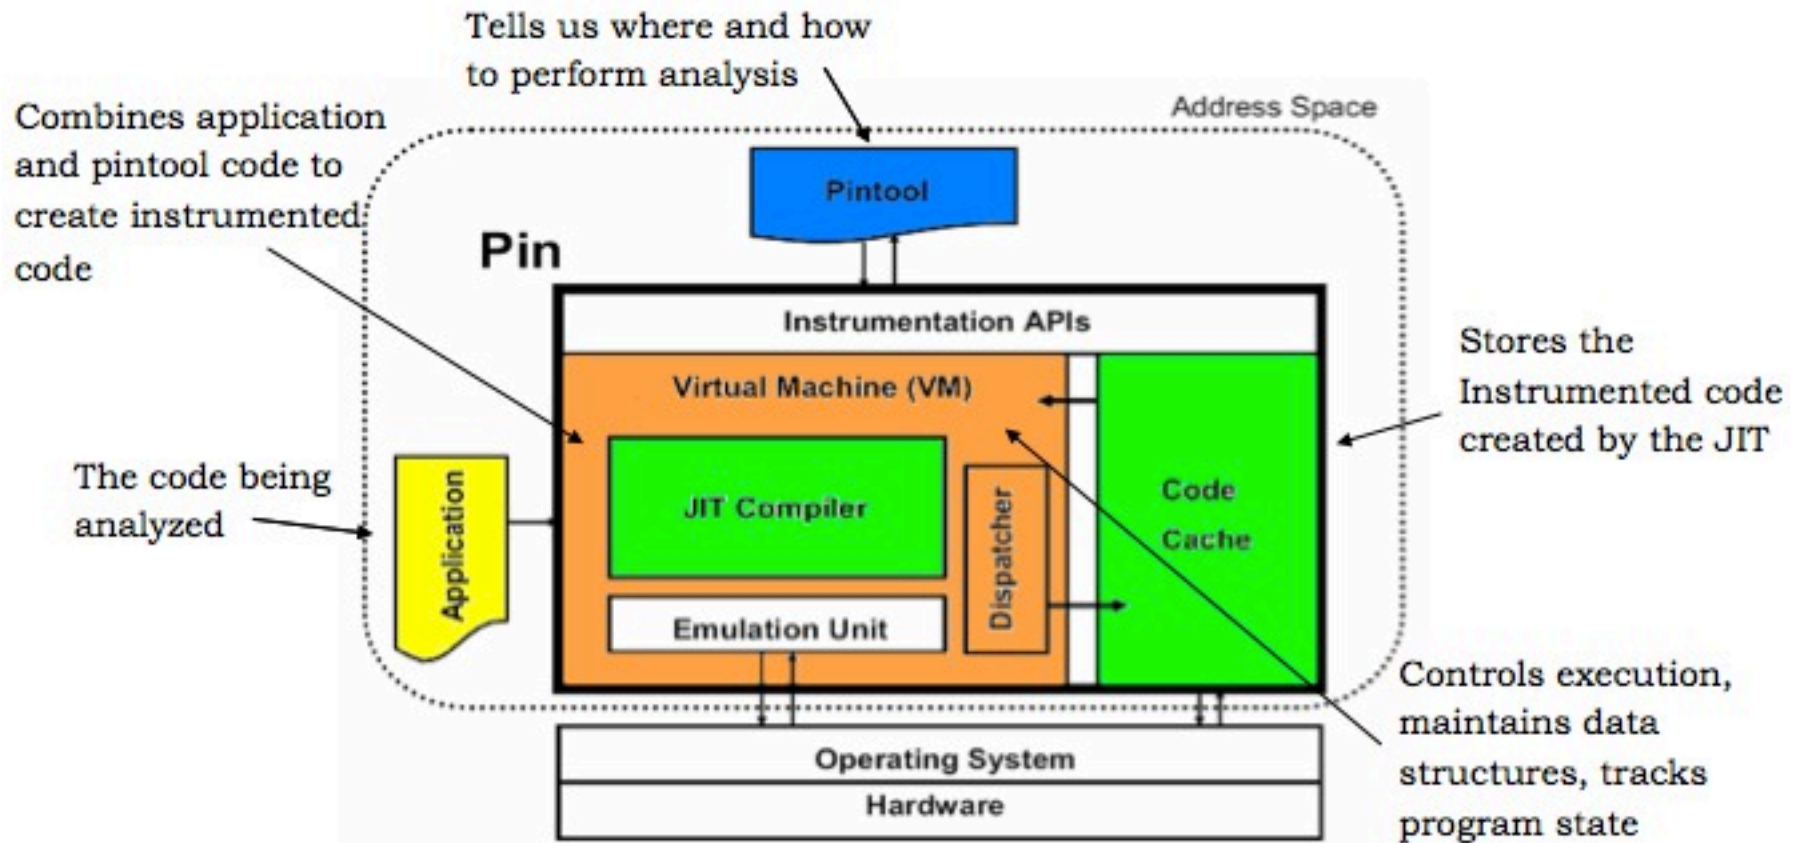 Tells us where and how
to perform analysis
Address Space
Combines application
and pintool code to
create instrumented
code
Pintool
Pin
Instrumentation APIs
Virtual Machine (VM)
Stores the
Instrumented code
created by the JIT
The code being
analyzed
Application
JIT Compiler
Dispatcher
Code
Cache
Emulation Unit
Controls execution,
maintains data
structures, tracks
program state
Operating System
Hardware